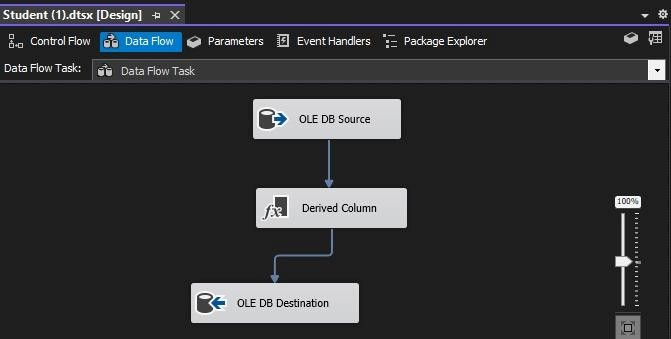 Student (1).dtsx [Design]
Control Flow Data Flow Parameters Event Handlers Package Explorer
Data Flow Task: Data Flow Task
OLE DB Source
fx Derived Column
OLE DB Destination
100%